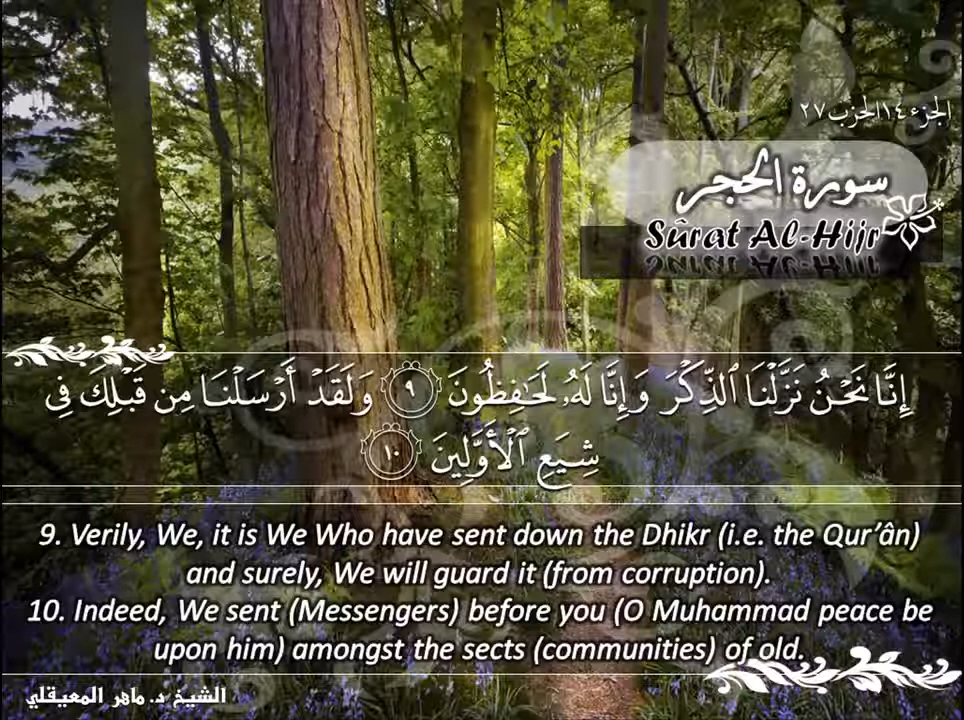 الجزء ١٤ الحزب ٢٧
سورة الحجر
Sûrat Al-Hijr
إِنَّا نَحْنُ نَزَّلْنَا ٱلذِّكْرَ وَإِنَّا لَهُۥ لَحَـٰفِظُونَ ٩ وَلَقَدْ أَرْسَلْنَا مِن قَبْلِكَ فِى
شِيَعِ ٱلْأَوَّلِينَ ١٠
9. Verily, We, it is We Who have sent down the Dhikr (i.e. the Qur’ân)
and surely, We will guard it (from corruption).
10. Indeed, We sent (Messengers) before you (O Muhammad peace be
upon him) amongst the sects (communities) of old.
الشيخ د. ماهر المعيقلي